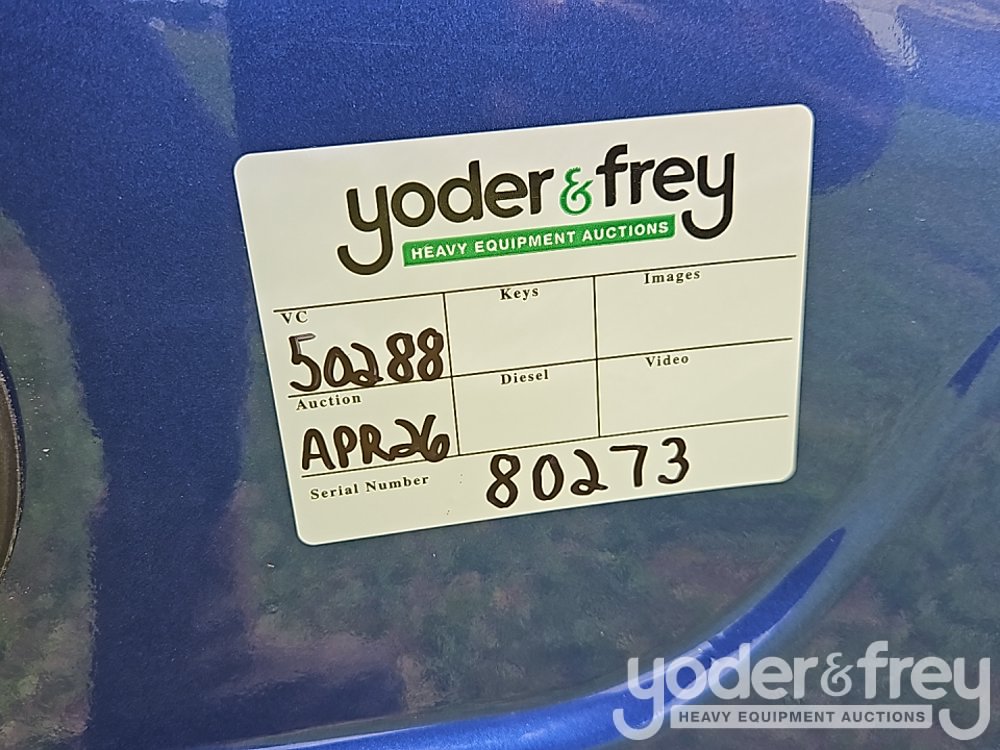 yoder & frey
HEAVY EQUIPMENT AUCTIONS
VC Keys Images
50288
Auction Diesel Video
APR26
Serial Number 80273
yoder & frey
HEAVY EQUIPMENT AUCTIONS